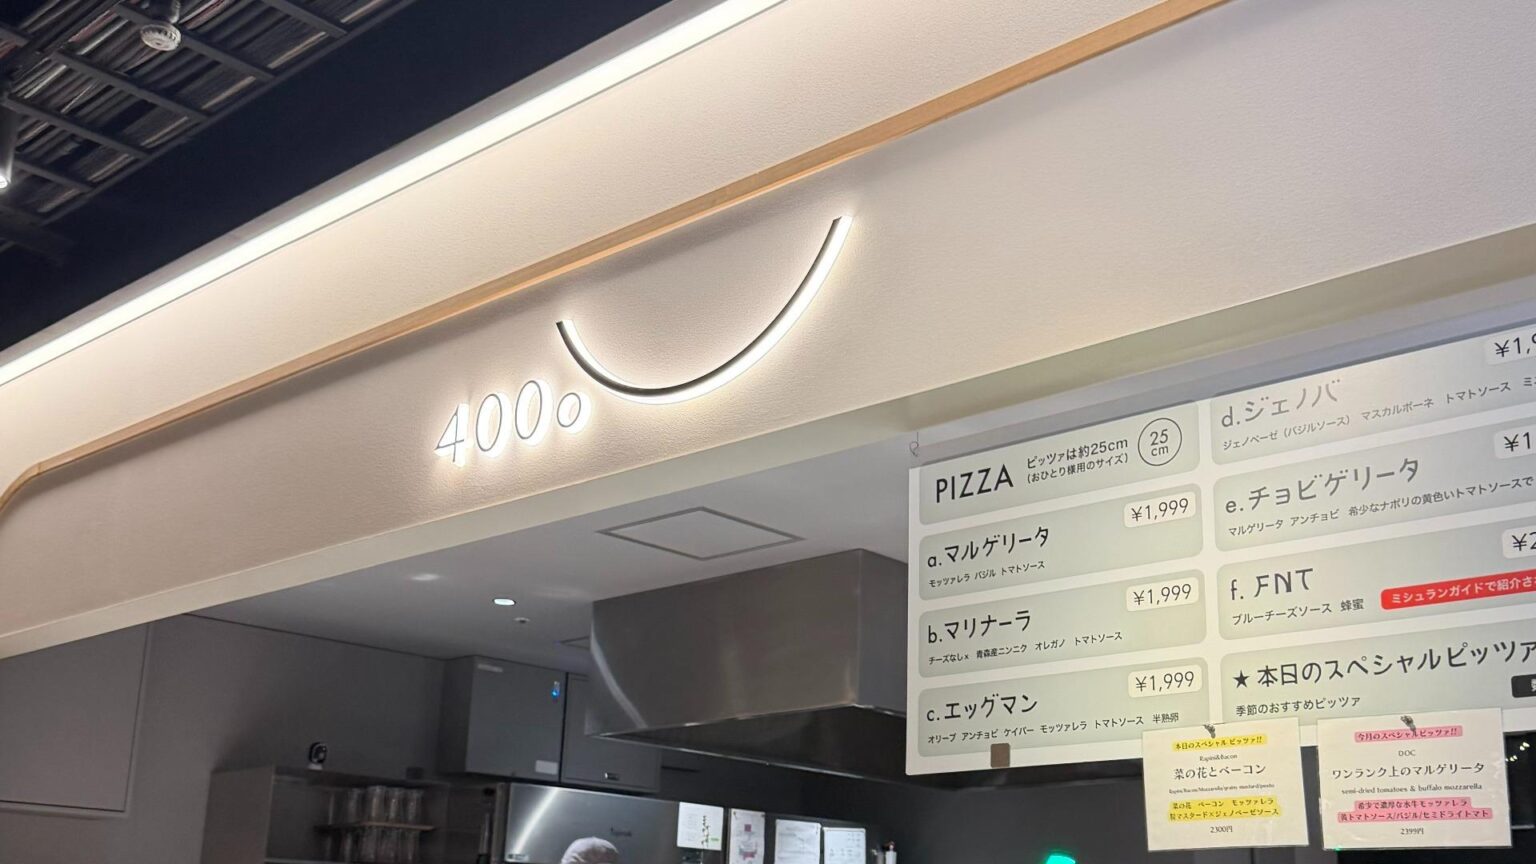 400°
PIZZA
ピッツァは約25cm
(おひとり様用のサイズ)
25
cm
a.マルゲリータ
¥1,999
モッツァレラ バジル トマトソース
b.マリナーラ
¥1,999
チーズなし× 青森産ニンニク オレガノ トマトソース
c.エッグマン
¥1,999
オリーブ アンチョビ ケイパー モッツァレラ トマトソース 半熟卵
d.ジェノバ
ジェノベーゼ (バジルソース) マスカルポーネ トマトソース
e.チョビゲリータ
マルゲリータ アンチョビ 希少なナポリの黄色いトマトソースで
f. FNT
ブルーチーズソース 蜂蜜
ミシュランガイドで紹介さ
★ 本日のスペシャルピッツァ
季節のおすすめピッツァ
本日のスペシャルピッツァ!!
Rapini&Bacon
菜の花とベーコン
Rapini/Bacon/Mozzarella/grains mustard/pesto
菜の花 ベーコン モッツァレラ
粒マスタード×ジェノベーゼソース
2300円
今月のスペシャルピッツァ!!
DOC
ワンランク上のマルゲリータ
semi-dried tomatoes & buffalo mozzarella
希少で濃厚な水牛モッツァレラ
黄トマトソース/バジル/セミドライトマト
2399円